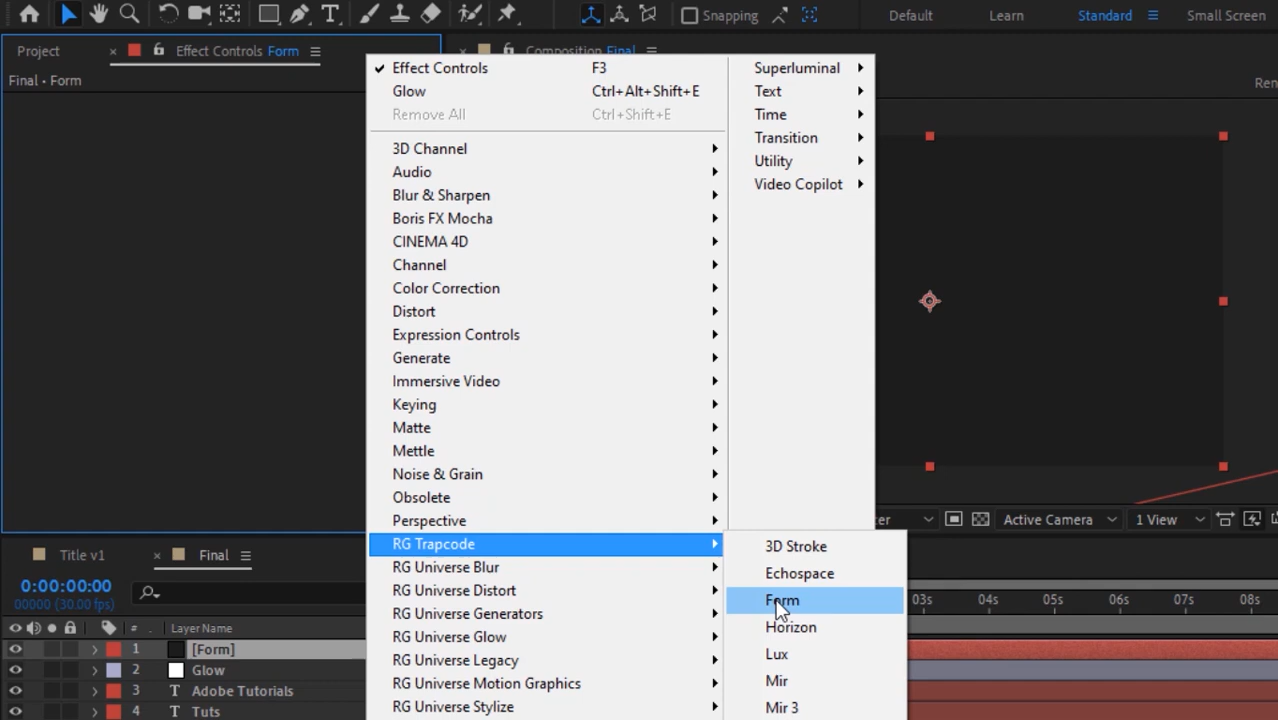 Snapping Default Learn Standard Small Screen
Project × Effect Controls Form × Composition Final
Final • Form
✓ Effect Controls F3
Glow Ctrl+Alt+Shift+E
Remove All Ctrl+Shift+E
3D Channel
Audio
Blur & Sharpen
Boris FX Mocha
CINEMA 4D
Channel
Color Correction
Distort
Expression Controls
Generate
Immersive Video
Keying
Matte
Mettle
Noise & Grain
Obsolete
Perspective
RG Trapcode
RG Universe Blur
RG Universe Distort
RG Universe Generators
RG Universe Glow
RG Universe Legacy
RG Universe Motion Graphics
RG Universe Stylize
Superluminal
Text
Time
Transition
Utility
Video Copilot
3D Stroke
Echospace
Form
Horizon
Lux
Mir
Mir 3
Active Camera 1 View
Title v1 × Final
0:00:00:00
00000 (30.00 fps)
03s 04s 05s 06s 07s 08s
# Layer Name
1 [Form]
2 Glow
3 T Adobe Tutorials
4 T Tuts